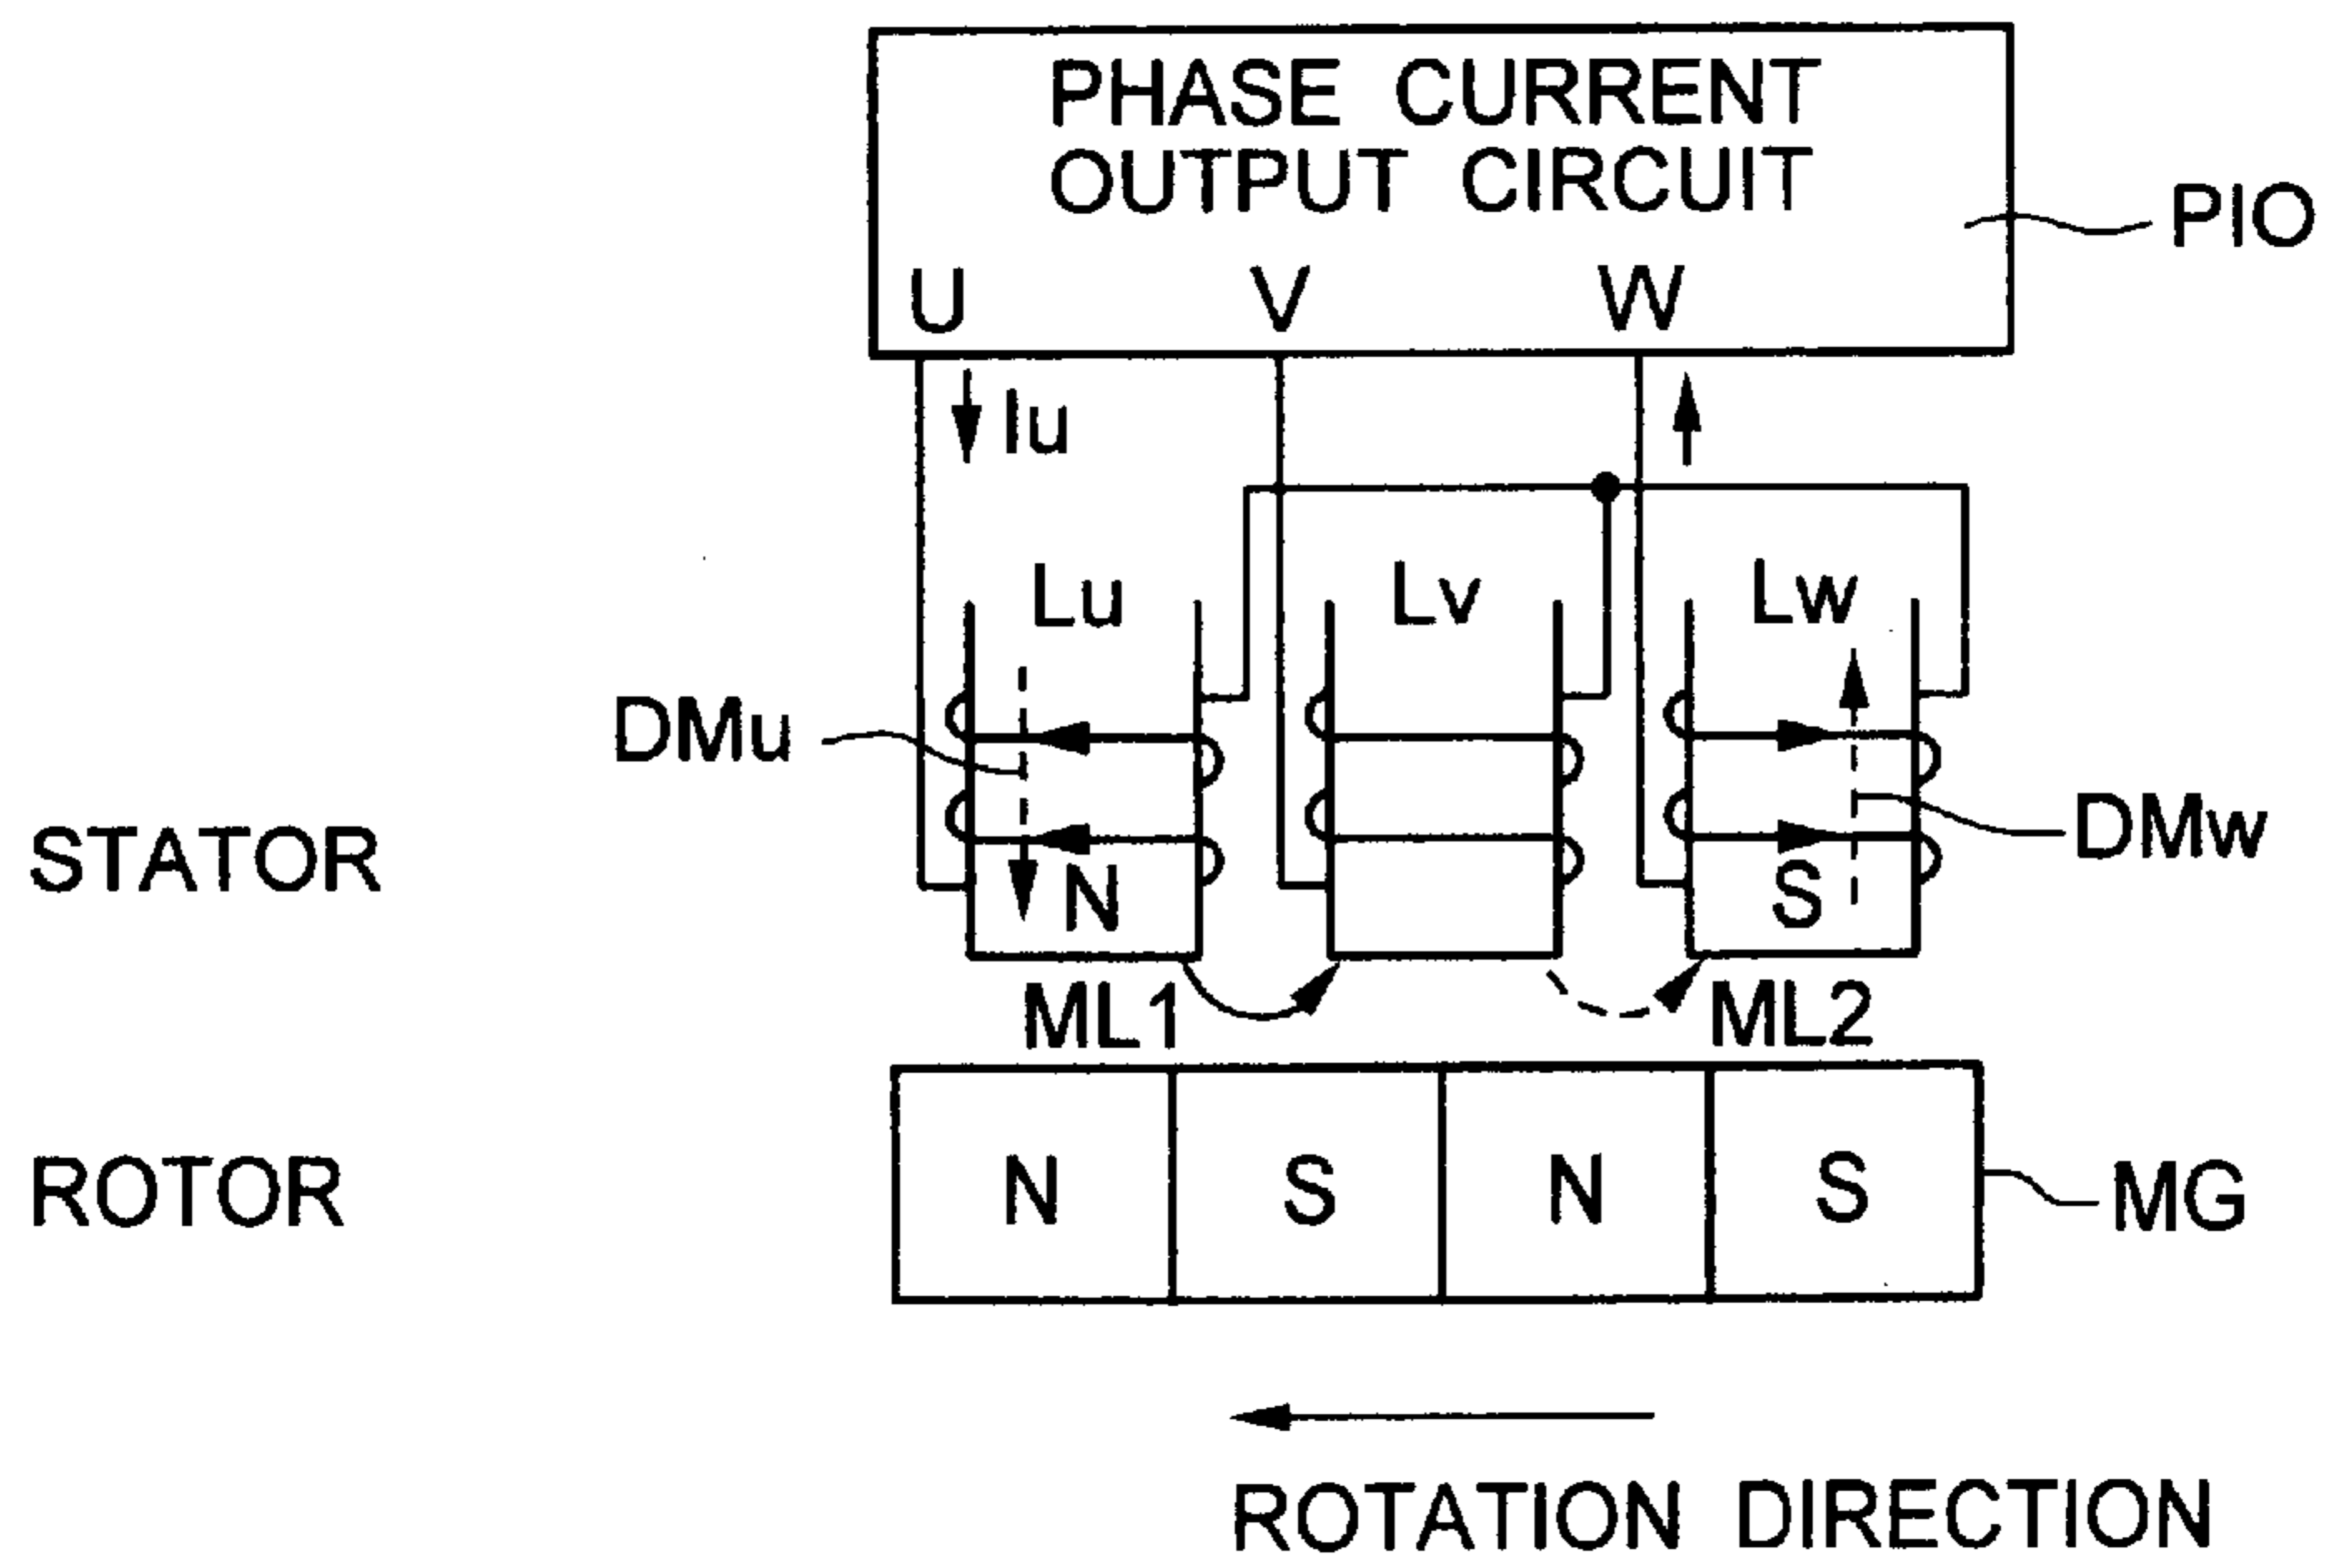 PHASE CURRENT
OUTPUT CIRCUIT
PIO
U V W
Iu
Lu Lv Lw
DMu
STATOR
DMw
N S
ML1 ML2
ROTOR
N S N S
MG
ROTATION DIRECTION